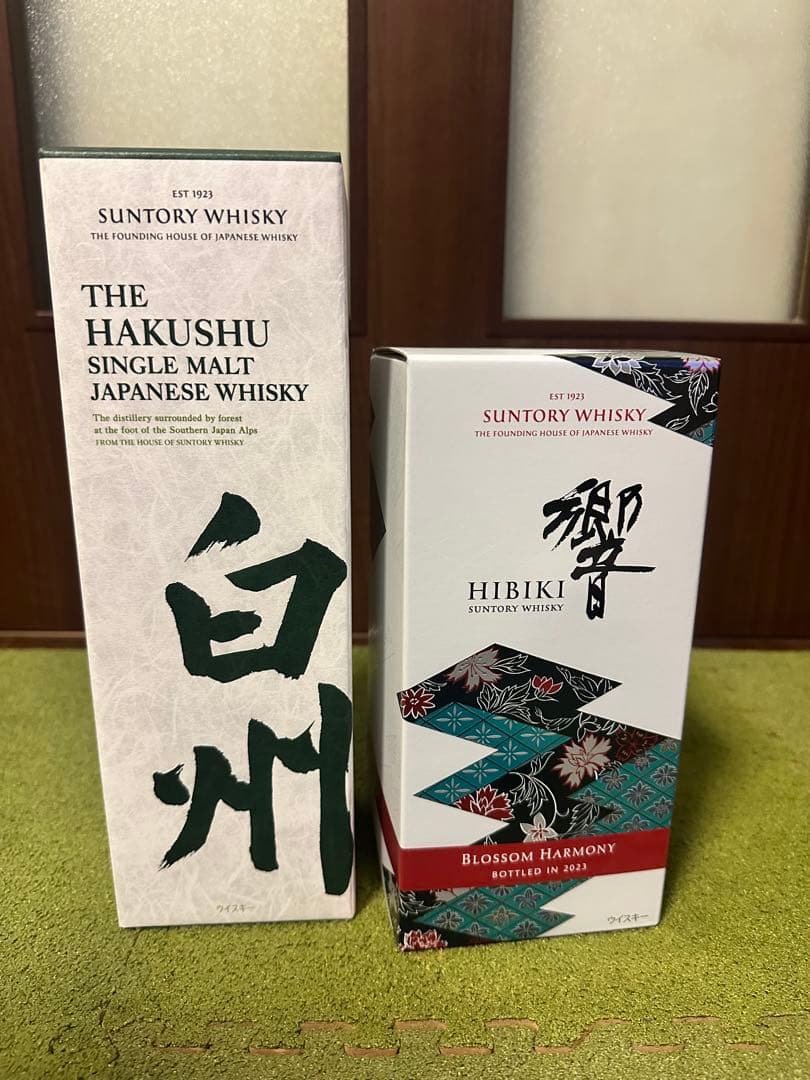 EST 1923
SUNTORY WHISKY
THE FOUNDING HOUSE OF JAPANESE WHISKY
THE
HAKUSHU
SINGLE MALT
JAPANESE WHISKY
The distillery surrounded by forest
at the foot of the Southern Japan Alps
FROM THE HOUSE OF SUNTORY WHISKY
白州
ウイスキー
EST 1923
SUNTORY WHISKY
THE FOUNDING HOUSE OF JAPANESE WHISKY
響
HIBIKI
SUNTORY WHISKY
BLOSSOM HARMONY
BOTTLED IN 2023
ウイスキー